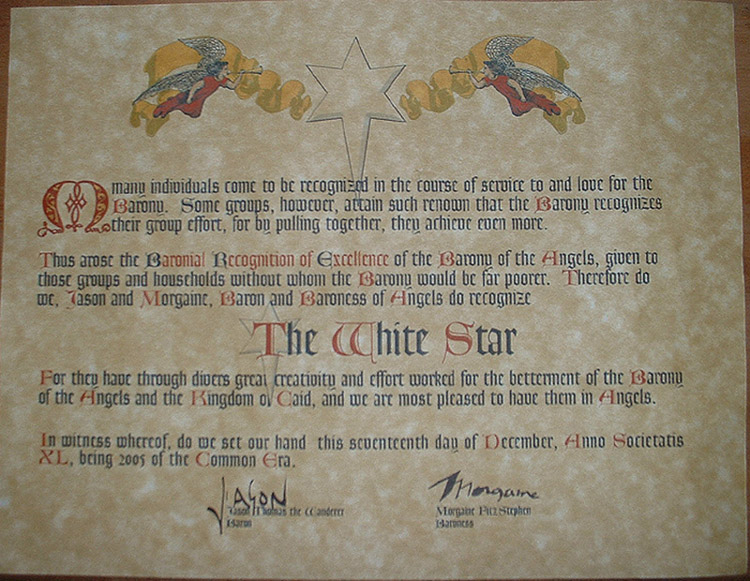 Many individuals come to be recognized in the course of service to and love for the
Barony. Some groups, however, attain such renown that the Barony recognizes
their group effort, for by pulling together, they achieve even more.
Thus arose the Baronial Recognition of Excellence of the Barony of the Angels, given to
those groups and households without whom the Barony would be far poorer. Therefore do
we, Jason and Morgaine, Baron and Baroness of Angels do recognize
The White Star
For they have through divers great creativity and effort worked for the betterment of the Barony
of the Angels and the Kingdom of Caid, and we are most pleased to have them in Angels.
In witness whereof, do we set our hand this seventeenth day of December, Anno Societatis
XL, being 2005 of the Common Era.
JASON
Morgaine
Jason Thomas the Wanderer
Morgaine FitzStephen
Baron
Baroness